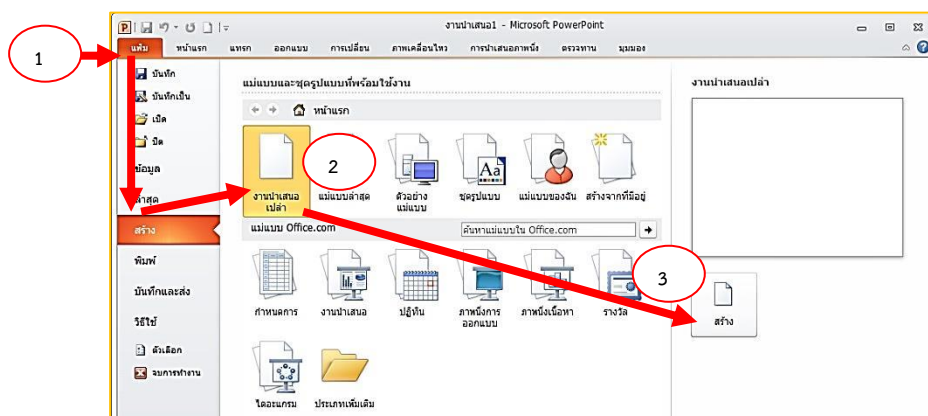 งานนำเสนอ1 - Microsoft PowerPoint
แฟ้ม หน้าแรก แทรก ออกแบบ การเปลี่ยน ภาพเคลื่อนไหว การนำเสนอภาพนิ่ง ตรวจทาน มุมมอง
1
บันทึก
บันทึกเป็น
เปิด
ปิด
ข้อมูล
ล่าสุด
สร้าง
พิมพ์
บันทึกและส่ง
วิธีใช้
ตัวเลือก
จบการทำงาน
แม่แบบและชุดรูปแบบที่พร้อมใช้งาน
หน้าแรก
2
งานนำเสนอ
เปล่า
แม่แบบล่าสุด
ตัวอย่าง
แม่แบบ
ชุดรูปแบบ
แม่แบบของฉัน
สร้างจากที่มีอยู่
แม่แบบ Office.com
ค้นหาแม่แบบใน Office.com
กำหนดการ
งานนำเสนอ
ปฏิทิน
ภาพนิ่งการ
ออกแบบ
ภาพนิ่งเนื้อหา
รางวัล
ไดอะแกรม
ประเภทเพิ่มเติม
งานนำเสนอเปล่า
3
สร้าง